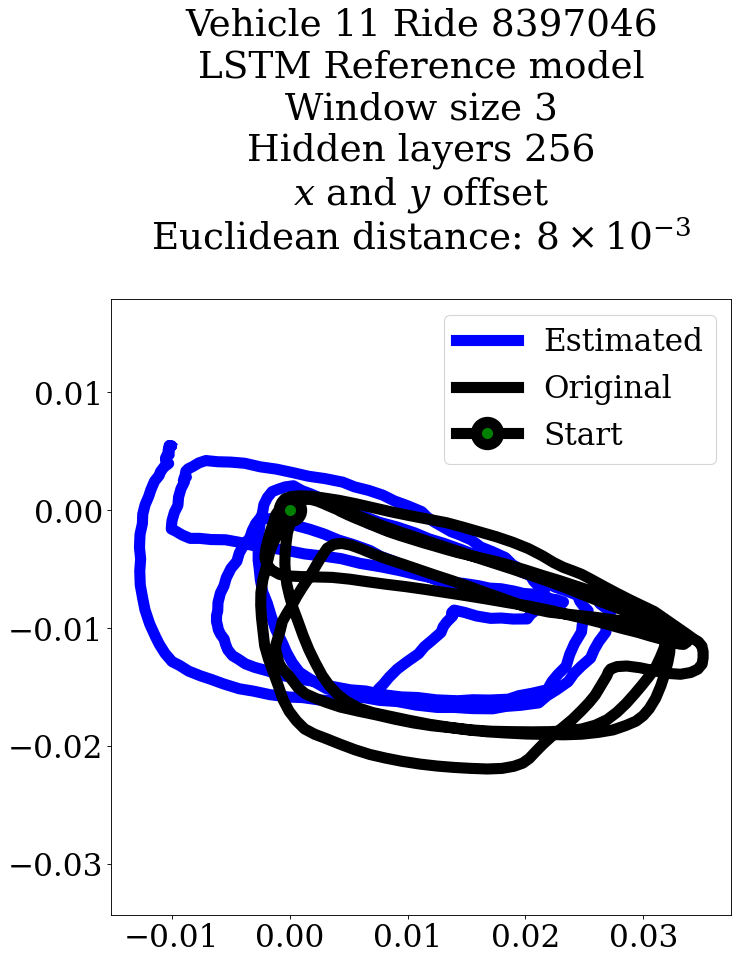 Vehicle 11 Ride 8397046
LSTM Reference model
Window size 3
Hidden layers 256
x and y offset
Euclidean distance: 8 × 10⁻³
Estimated
Original
Start
0.01
0.00
−0.01
−0.02
−0.03
−0.01 0.00 0.01 0.02 0.03